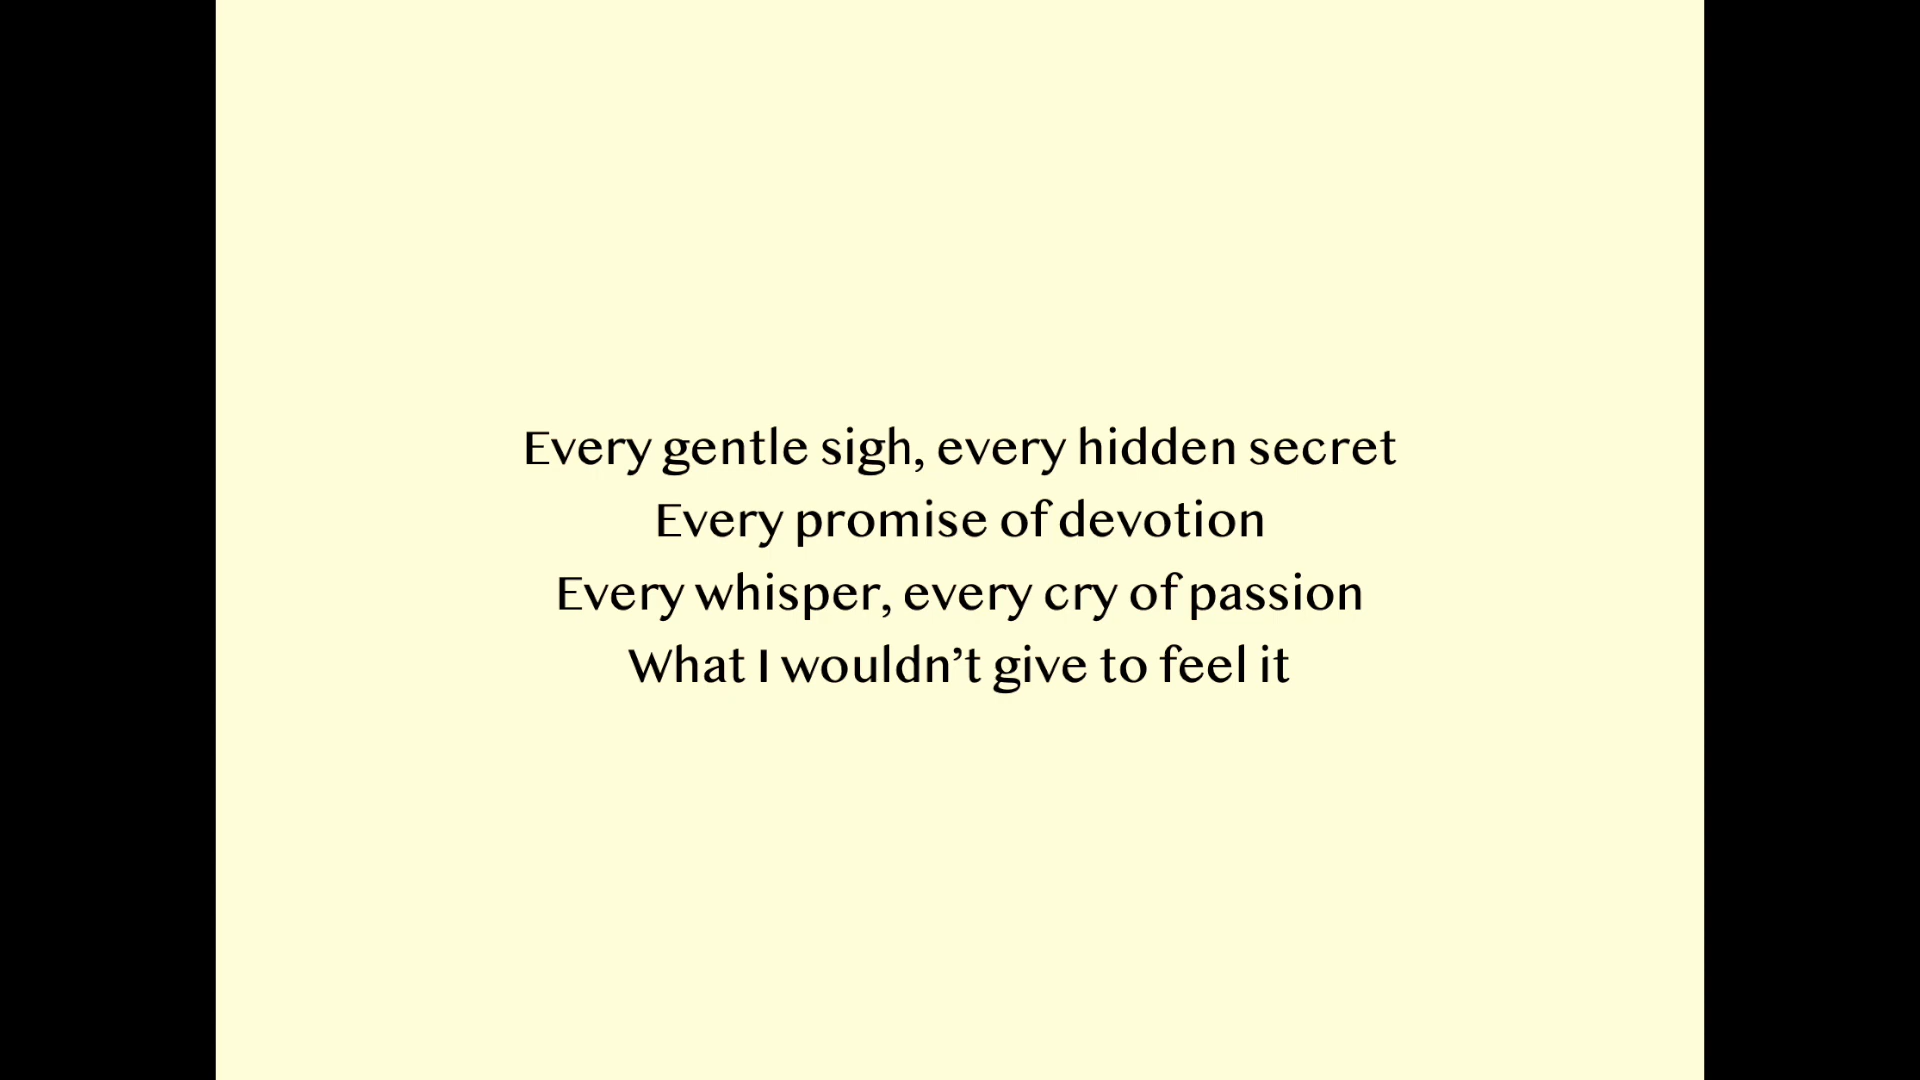 Every gentle sigh, every hidden secret
Every promise of devotion
Every whisper, every cry of passion
What I wouldn’t give to feel it